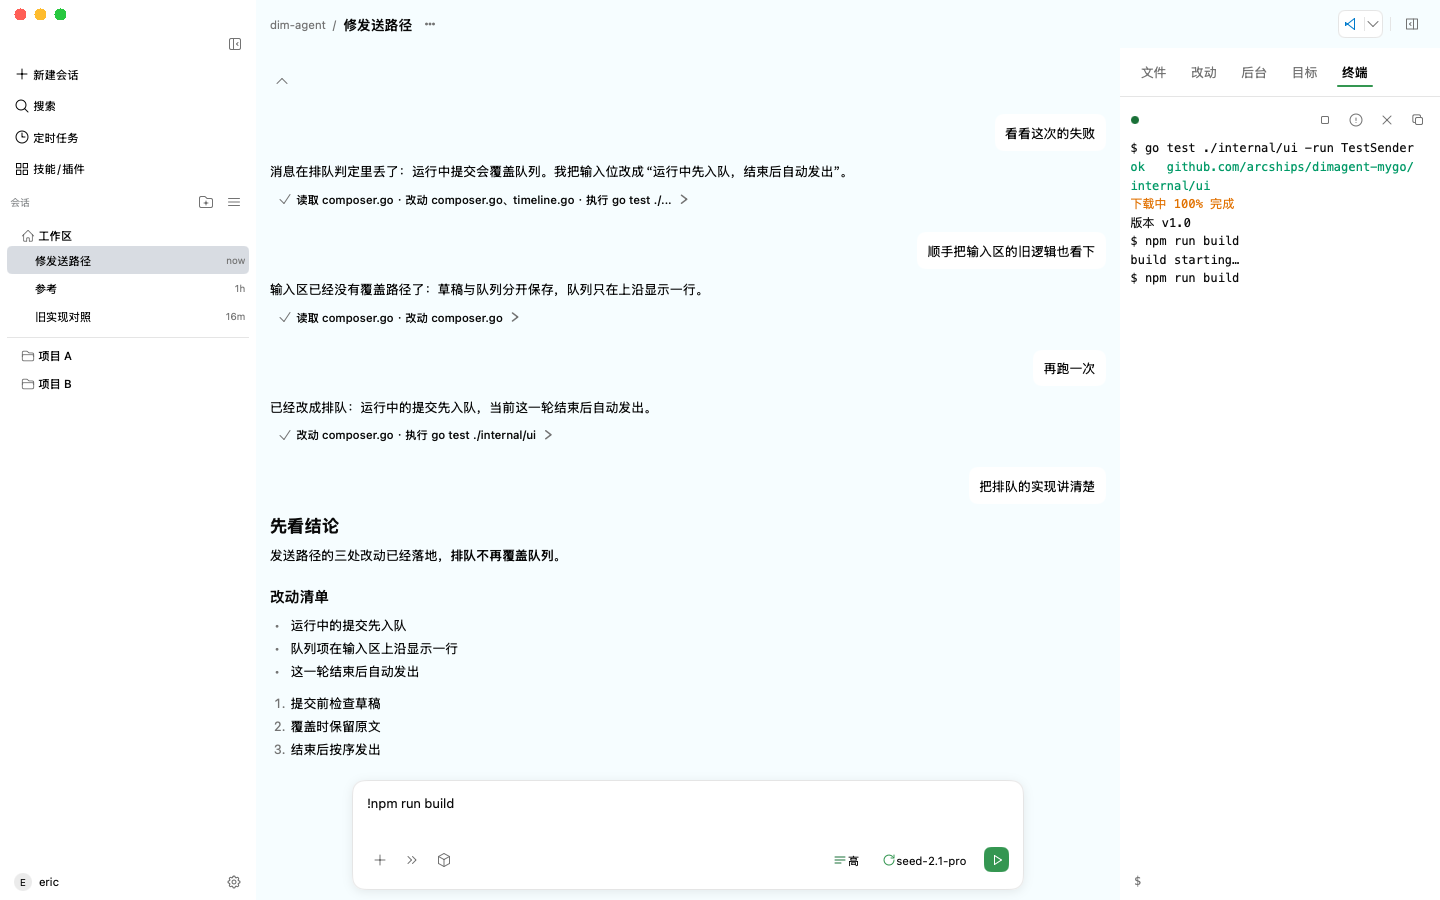 新建会话
搜索
定时任务
技能/插件
会话
工作区
修发送路径 now
参考 1h
旧实现对照 16m
项目 A
项目 B
E eric
dim-agent / 修发送路径
看看这次的失败
消息在排队判定里丢了：运行中提交会覆盖队列。我把输入位改成 “运行中先入队，结束后自动发出”。
读取 composer.go · 改动 composer.go、timeline.go · 执行 go test ./...
顺手把输入区的旧逻辑也看下
输入区已经没有覆盖路径了：草稿与队列分开保存，队列只在上沿显示一行。
读取 composer.go · 改动 composer.go
再跑一次
已经改成排队：运行中的提交先入队，当前这一轮结束后自动发出。
改动 composer.go · 执行 go test ./internal/ui
把排队的实现讲清楚
先看结论
发送路径的三处改动已经落地，排队不再覆盖队列。
改动清单
• 运行中的提交先入队
• 队列项在输入区上沿显示一行
• 这一轮结束后自动发出
1. 提交前检查草稿
2. 覆盖时保留原文
3. 结束后按序发出
!npm run build
高 seed-2.1-pro
文件 改动 后台 目标 终端
$ go test ./internal/ui -run TestSender
ok github.com/arcships/dimagent-mygo/
internal/ui
下载中 100% 完成
版本 v1.0
$ npm run build
build starting…
$ npm run build
$